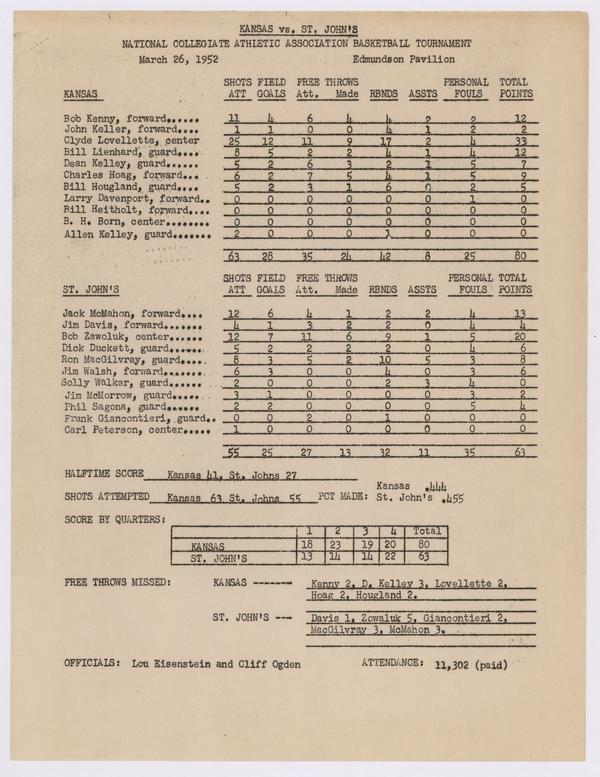 KANSAS vs. ST. JOHN'S
NATIONAL COLLEGIATE ATHLETIC ASSOCIATION BASKETBALL TOURNAMENT
March 26, 1952 Edmundson Pavilion
SHOTS FIELD FREE THROWS PERSONAL TOTAL
KANSAS ATT GOALS Att. Made RBNDS ASSTS FOULS POINTS
Bob Kenny, forward...... 11 4 6 4 4 2 2 12
John Keller, forward.... 1 1 0 0 4 1 2 2
Clyde Lovellette, center 25 12 11 9 17 2 4 33
Bill Lienhard, guard.... 8 5 2 2 4 1 4 12
Dean Kelley, guard..... 5 2 6 3 2 1 5 7
Charles Hoag, forward... 6 2 7 5 4 1 5 9
Bill Hougland, guard.... 5 2 3 1 6 0 2 5
Larry Davenport, forward.. 0 0 0 0 0 0 1 0
Bill Heitholt, forward.... 0 0 0 0 0 0 0 0
B. H. Born, center........ 0 0 0 0 0 0 0 0
Allen Kelley, guard....... 2 0 0 0 1 0 0 0
63 28 35 24 42 8 25 80
SHOTS FIELD FREE THROWS PERSONAL TOTAL
ST. JOHN'S ATT GOALS Att. Made RBNDS ASSTS FOULS POINTS
Jack McMahon, forward.... 12 6 4 1 2 2 4 13
Jim Davis, forward....... 4 1 3 2 2 0 4 4
Bob Zawoluk, center...... 12 7 11 6 9 1 5 20
Dick Duckett, guard...... 5 2 2 2 2 0 4 6
Ron MacGilvray, guard.... 8 3 5 2 10 5 3 8
Jim Walsh, forward....... 6 3 0 0 4 0 3 6
Solly Walker, guard...... 2 0 0 0 2 3 4 0
Jim McMorrow, guard..... 3 1 0 0 0 0 3 2
Phil Sagona, guard...... 2 2 0 0 0 0 5 4
Frank Giancontieri, guard.. 0 0 2 0 1 0 0 0
Carl Peterson, center..... 1 0 0 0 0 0 0 0
55 25 27 13 32 11 35 63
HALFTIME SCORE Kansas 41, St. Johns 27
Kansas .444
SHOTS ATTEMPTED Kansas 63 St. Johns 55 PCT MADE: St. John's .455
SCORE BY QUARTERS:
1 2 3 4 Total
KANSAS 18 23 19 20 80
ST. JOHN'S 13 14 14 22 63
FREE THROWS MISSED: KANSAS ------- Kenny 2, D. Kelley 3, Lovellette 2,
Hoag 2, Hougland 2.
ST. JOHN'S --- Davis 1, Zowaluk 5, Giancontieri 2,
MacGilvray 3, McMahon 3.
OFFICIALS: Lou Eisenstein and Cliff Ogden ATTENDANCE: 11,302 (paid)